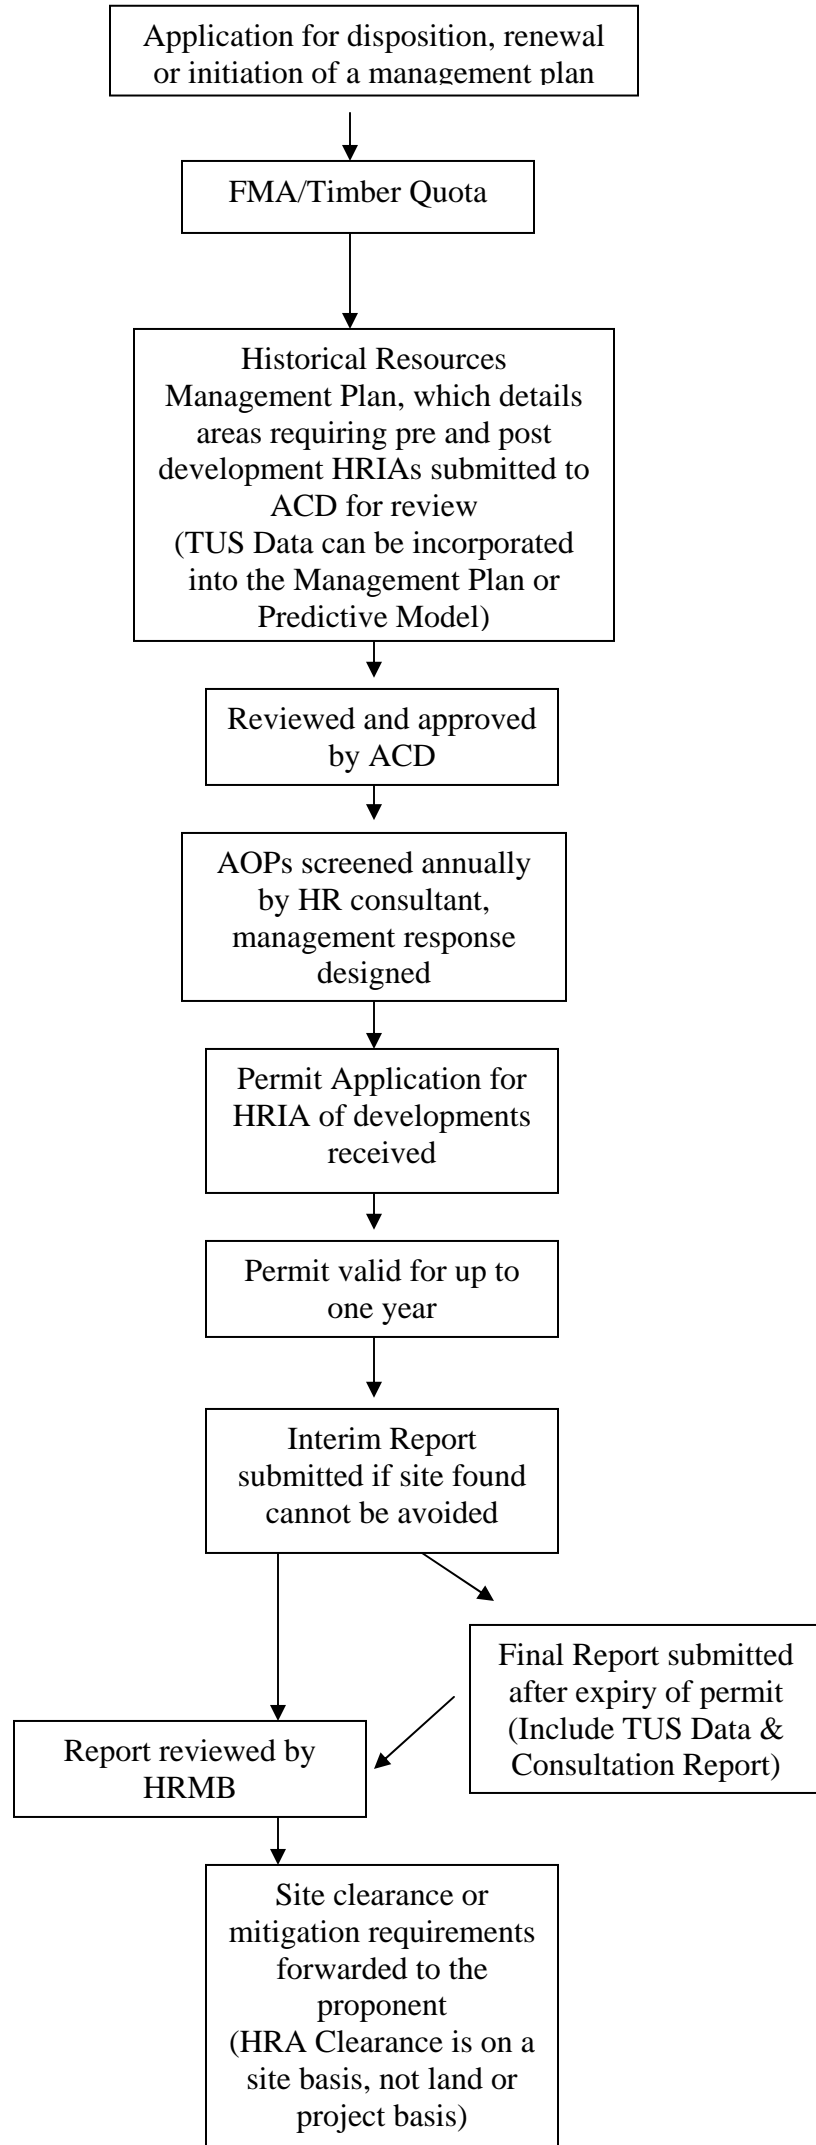 Application for disposition, renewal
or initiation of a management plan
FMA/Timber Quota
Historical Resources
Management Plan, which details
areas requiring pre and post
development HRIAs submitted to
ACD for review
(TUS Data can be incorporated
into the Management Plan or
Predictive Model)
Reviewed and approved
by ACD
AOPs screened annually
by HR consultant,
management response
designed
Permit Application for
HRIA of developments
received
Permit valid for up to
one year
Interim Report
submitted if site found
cannot be avoided
Final Report submitted
after expiry of permit
(Include TUS Data &
Consultation Report)
Report reviewed by
HRMB
Site clearance or
mitigation requirements
forwarded to the
proponent
(HRA Clearance is on a
site basis, not land or
project basis)